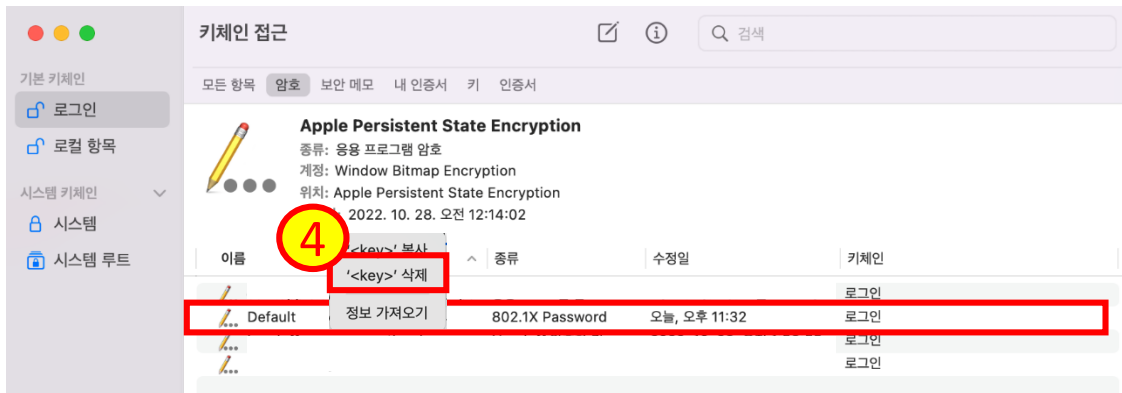 키체인 접근
검색
기본 키체인
로그인
로컬 항목
시스템 키체인
시스템
시스템 루트
모든 항목 암호 보안 메모 내 인증서 키 인증서
Apple Persistent State Encryption
종류: 응용 프로그램 암호
계정: Window Bitmap Encryption
위치: Apple Persistent State Encryption
2022. 10. 28. 오전 12:14:02
4
이름 종류 수정일 키체인
'<key>' 복사
'<key>' 삭제
정보 가져오기
로그인
Default 802.1X Password 오늘, 오후 11:32 로그인
로그인
로그인